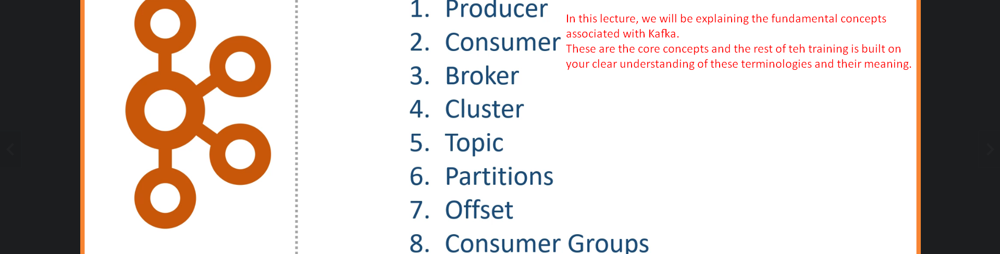 1. Producer
In this lecture, we will be explaining the fundamental concepts
associated with Kafka.
2. Consumer
These are the core concepts and the rest of teh training is built on
your clear understanding of these terminologies and their meaning.
3. Broker
4. Cluster
5. Topic
6. Partitions
7. Offset
8. Consumer Groups